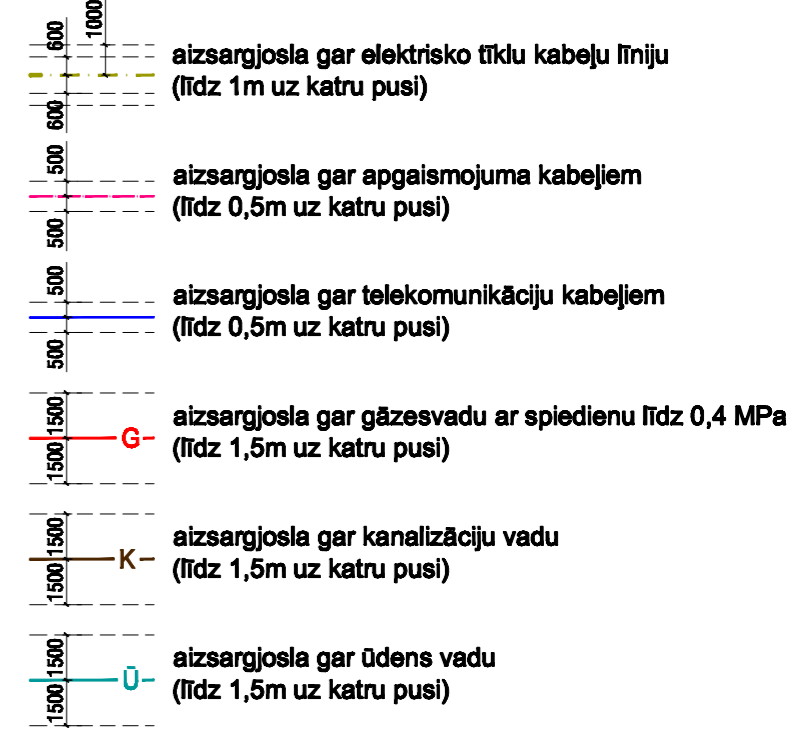 600
1000
600
aizsargjosla gar elektrisko tīklu kabeļu līniju
(līdz 1m uz katru pusi)
500
500
aizsargjosla gar apgaismojuma kabeļiem
(līdz 0,5m uz katru pusi)
500
500
aizsargjosla gar telekomunikāciju kabeļiem
(līdz 0,5m uz katru pusi)
1500
1500
G
aizsargjosla gar gāzesvadu ar spiedienu līdz 0,4 MPa
(līdz 1,5m uz katru pusi)
1500
1500
K
aizsargjosla gar kanalizāciju vadu
(līdz 1,5m uz katru pusi)
1500
1500
Ū
aizsargjosla gar ūdens vadu
(līdz 1,5m uz katru pusi)